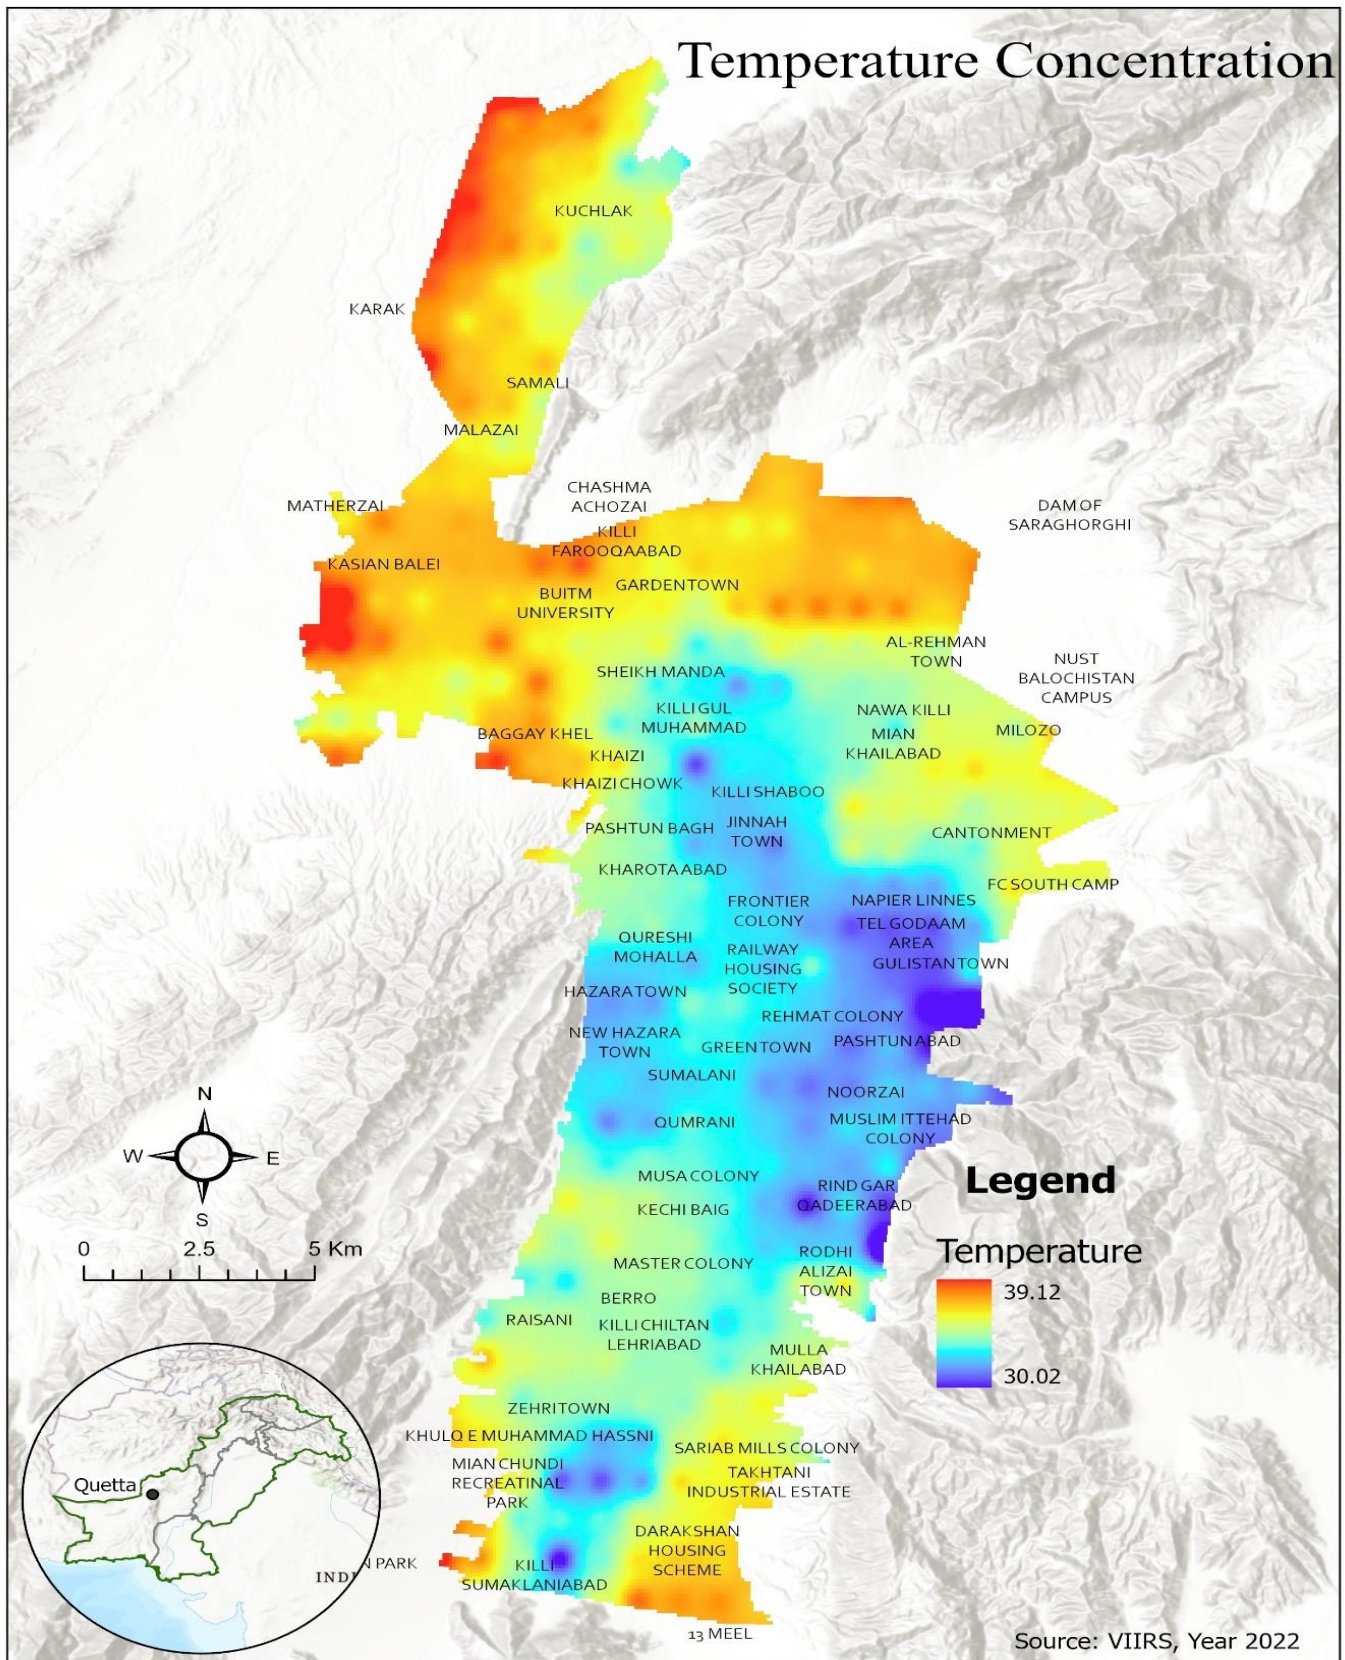 Temperature Concentration
KUCHLAK
KARAK
SAMALI
MALAZAI
MATHERZAI
CHASHMA
ACHOZAI
DAM OF
SARAGHORGHI
KILLI
FAROOQAABAD
KASIAN BALEI
GARDENTOWN
BUITM
UNIVERSITY
AL-REHMAN
TOWN
NUST
BALOCHISTAN
CAMPUS
SHEIKH MANDA
KILLI GUL
MUHAMMAD
NAWA KILLI
MIAN
KHAILABAD
MILOZO
BAGGAY KHEL
KHAIZI
KHAIZI CHOWK
KILLI SHABOO
JINNAH
TOWN
PASHTUN BAGH
CANTONMENT
KHAROTAABAD
FC SOUTH CAMP
FRONTIER
COLONY
NAPIER LINNES
TEL GODAAM
AREA
QURESHI
MOHALLA
RAILWAY
HOUSING
SOCIETY
GULISTAN TOWN
HAZARA TOWN
REHMAT COLONY
NEW HAZARA
TOWN
GREENTOWN
PASHTUNABAD
SUMALANI
NOORZAI
QUMRANI
MUSLIM ITTEHAD
COLONY
MUSA COLONY
RIND GAR
QADEERABAD
KECHI BAIG
MASTER COLONY
RODHI
ALIZAI
TOWN
BERRO
RAISANI
KILLI CHILTAN
LEHRIABAD
MULLA
KHAILABAD
ZEHRI TOWN
KHULQ E MUHAMMAD HASSNI
SARIAB MILLS COLONY
MIAN CHUNDI
RECREATINAL
PARK
TAKHTANI
INDUSTRIAL ESTATE
DARAKSHAN
HOUSING
SCHEME
N PARK
KILLI
SUMAKLANIABAD
13 MEEL
N
W E
S
0 2.5 5 Km
Legend
Temperature
39.12
30.02
Quetta
IND
Source: VIIRS, Year 2022